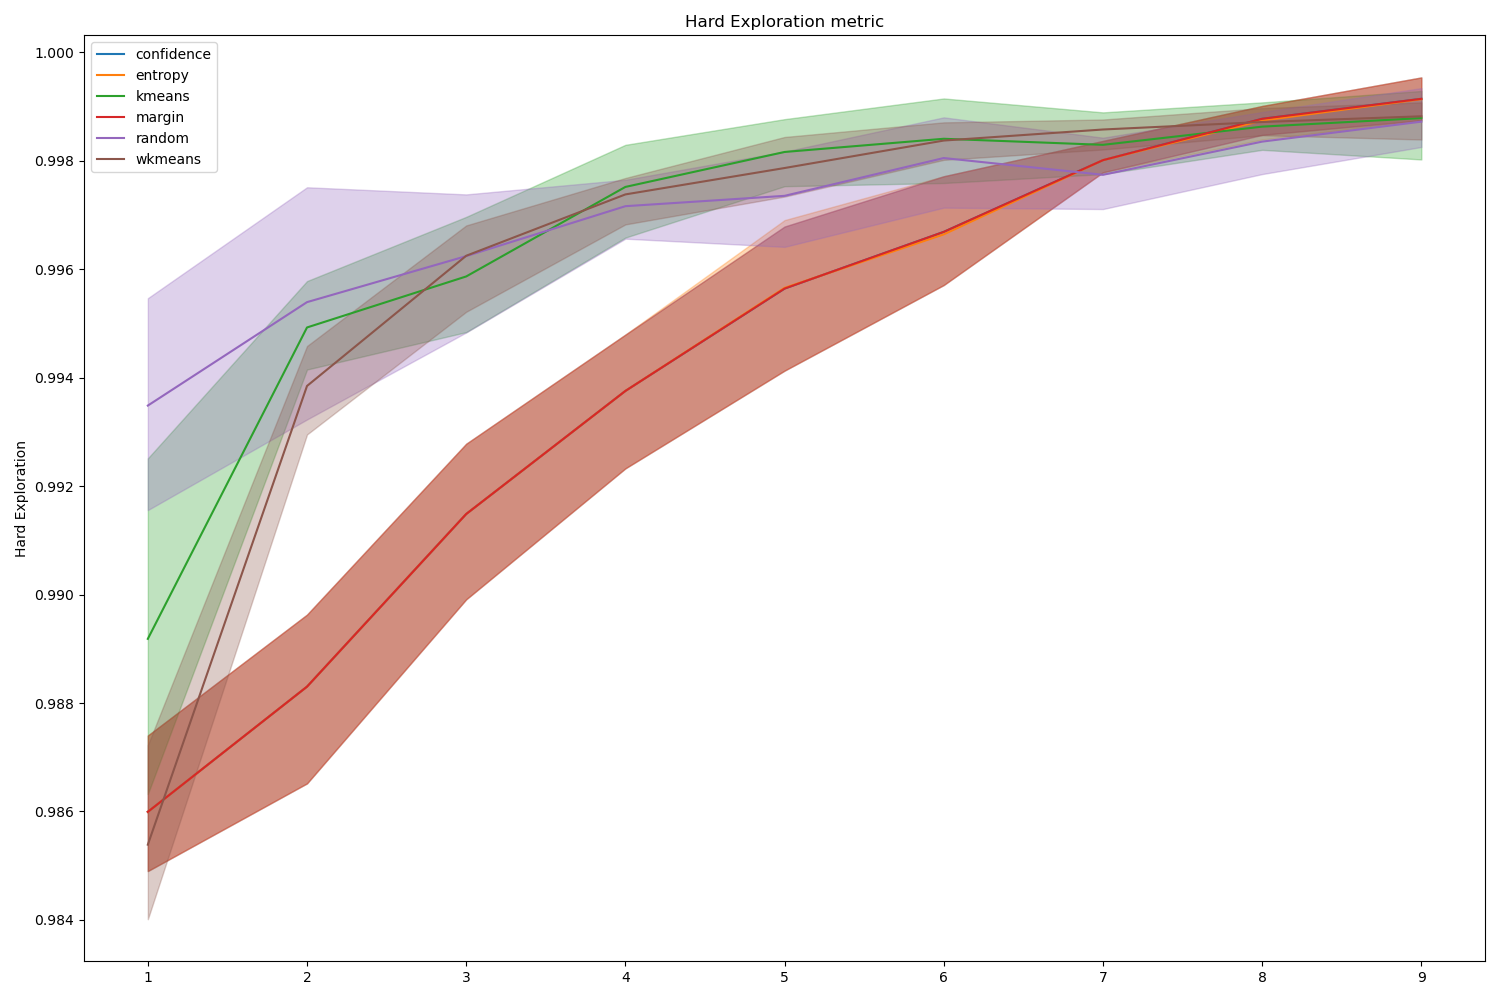 Hard Exploration metric
confidence
entropy
kmeans
margin
random
wkmeans
Hard Exploration
1.000
0.998
0.996
0.994
0.992
0.990
0.988
0.986
0.984
1 2 3 4 5 6 7 8 9